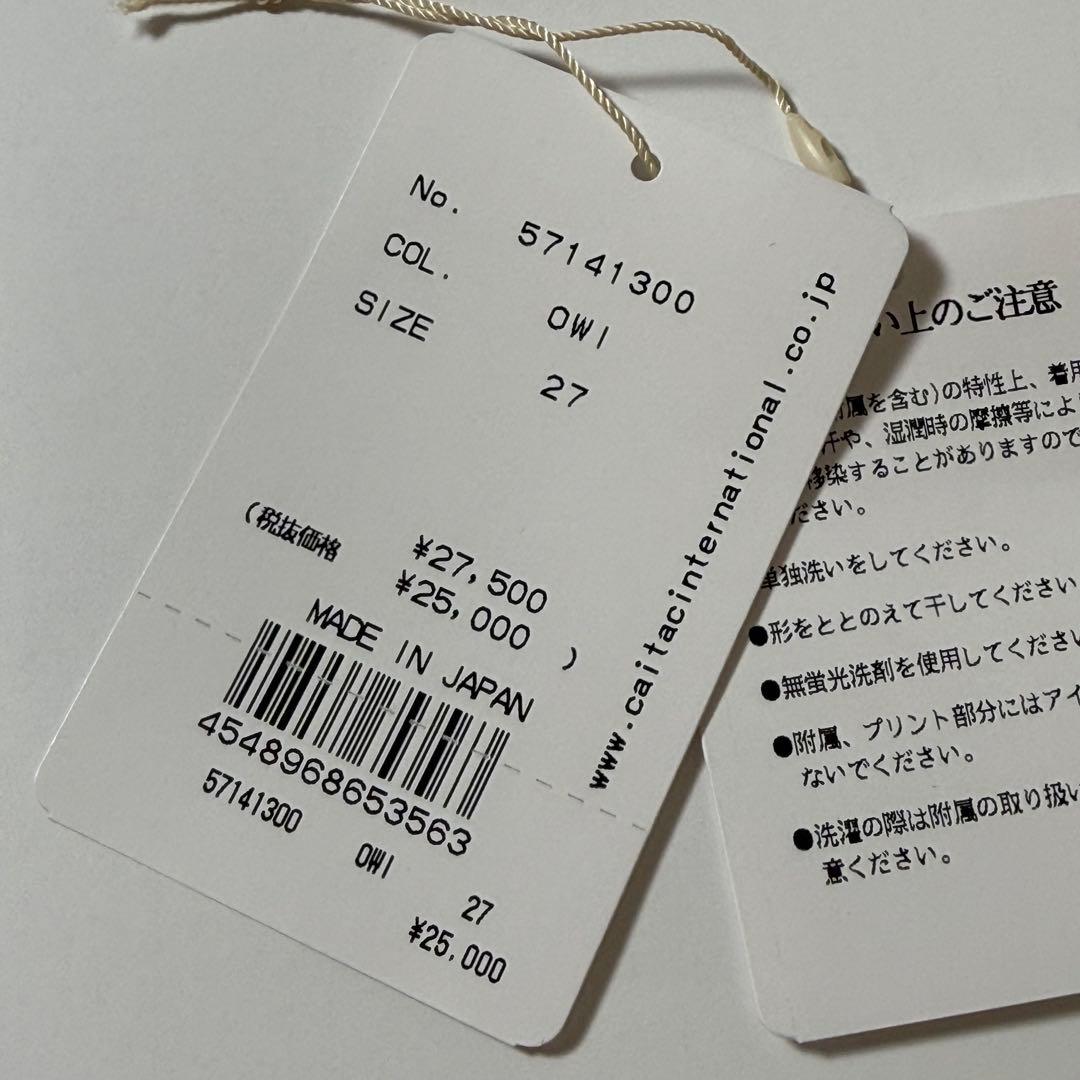 No. 57141300
COL. OWI
SIZE 27
¥27,500
(税抜価格 ¥25,000 )
MADE IN JAPAN
4548968653563
57141300
OWI
27
¥25,000
www.caitacinternational.co.jp
い上のご注意
属を含む)の特性上、着用
汗や、湿潤時の摩擦等によ
移染することがありますので
ださい。
単独洗いをしてください。
●形をととのえて干してください
●無蛍光洗剤を使用してください
●附属、プリント部分にはアイ
ないでください。
●洗濯の際は附属の取り扱い
意ください。